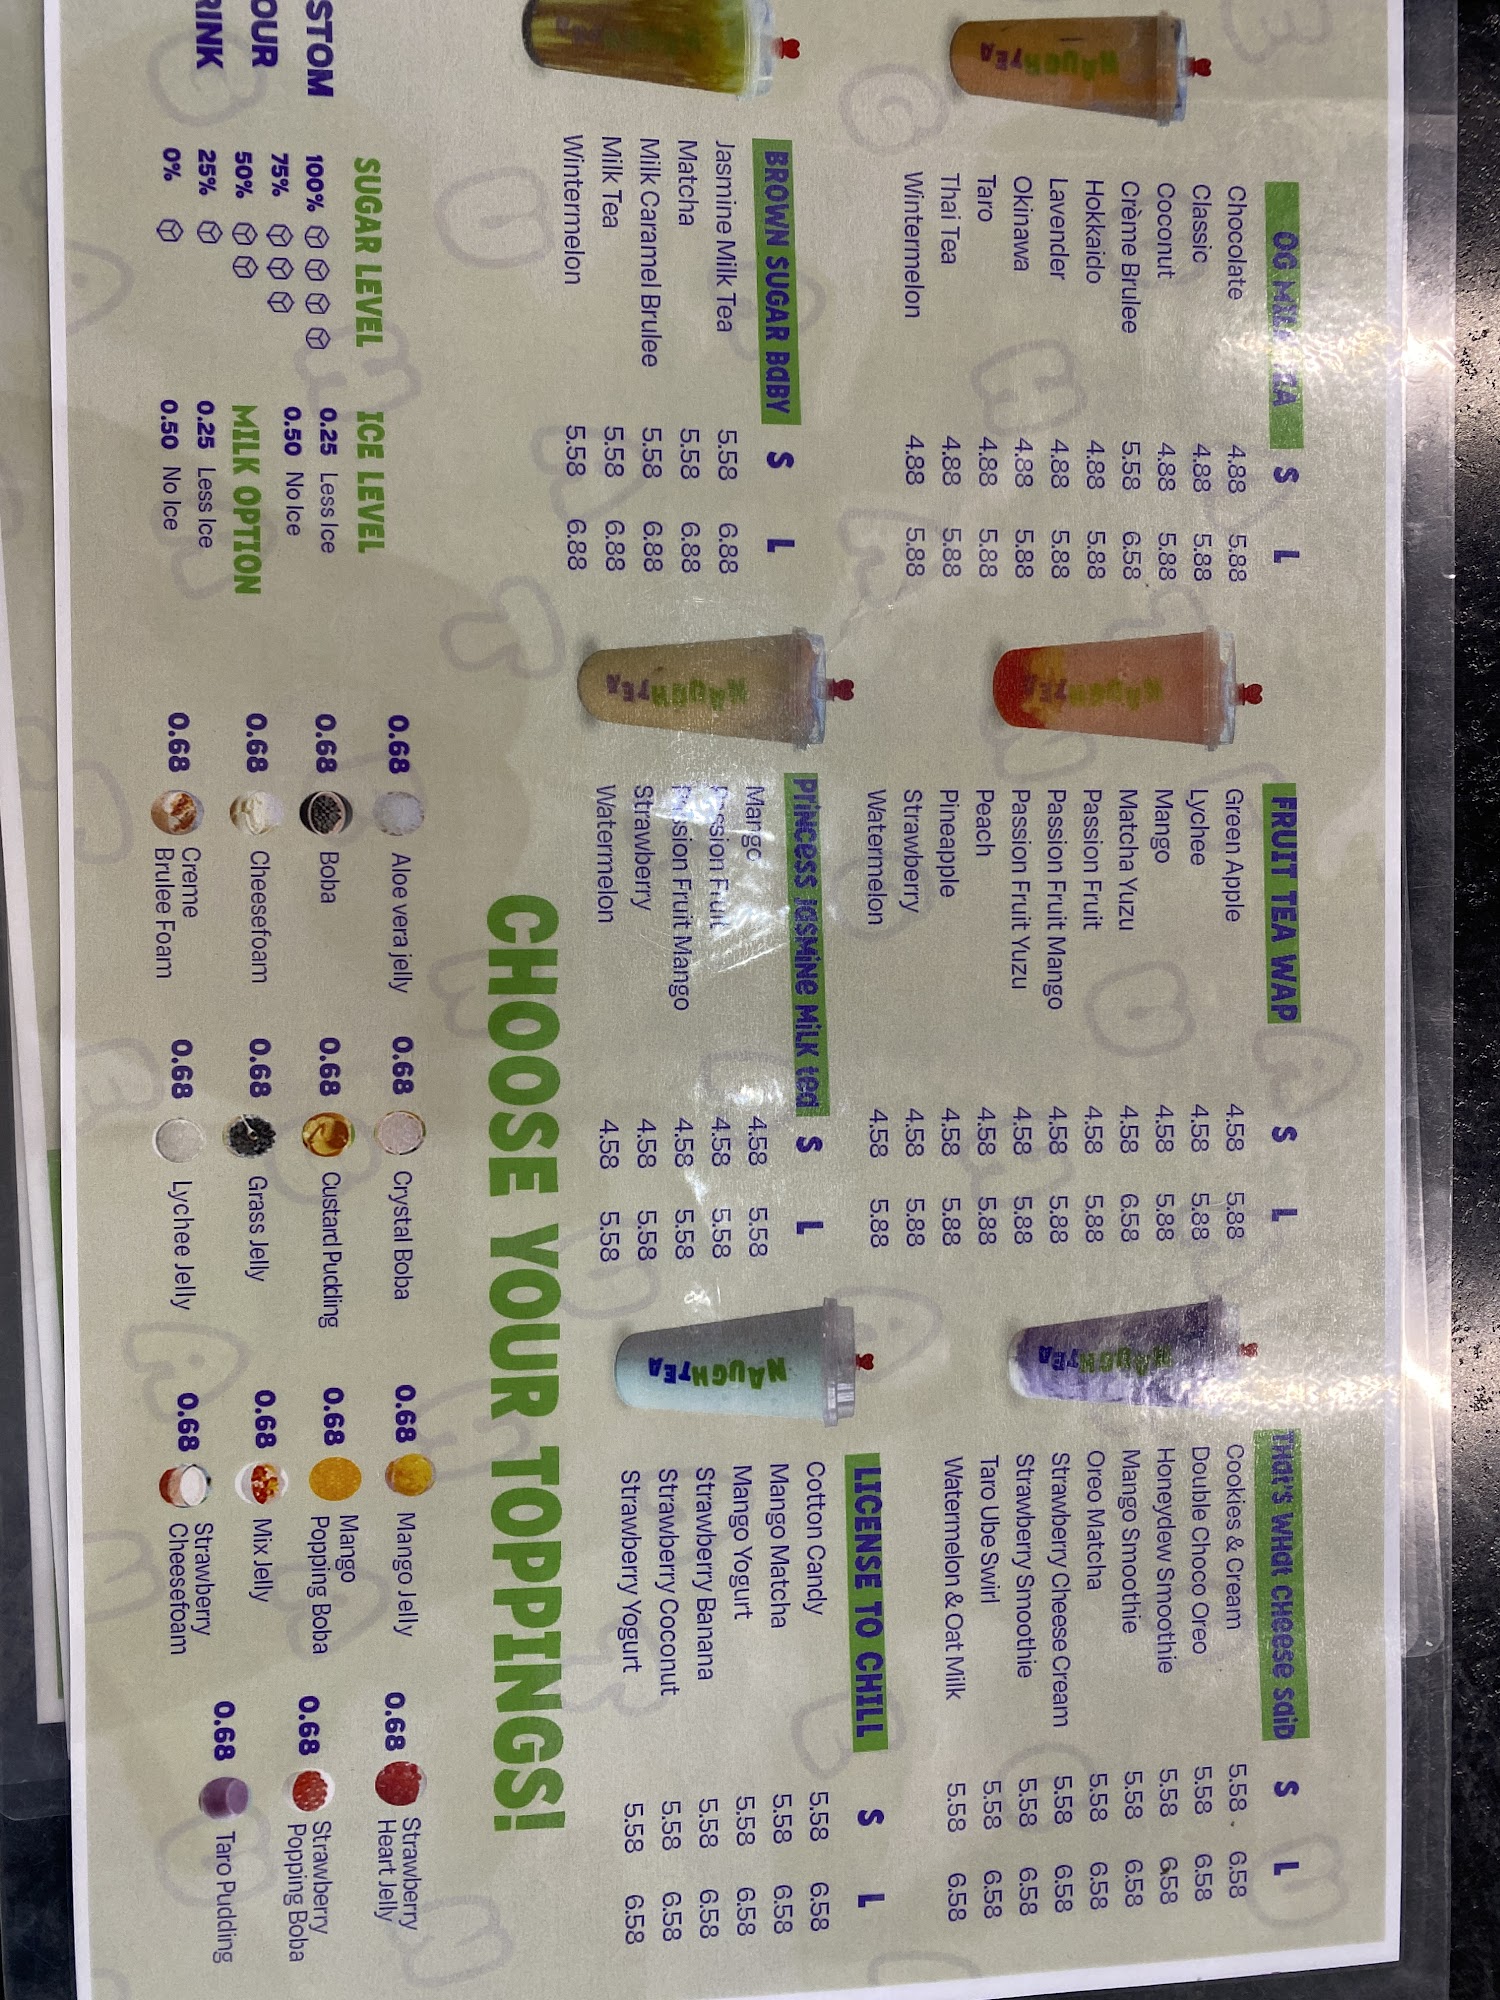 OG MILK TEA S L
Chocolate 4.88 5.88
Classic 4.88 5.88
Coconut 4.88 5.88
Crème Brulee 5.58 6.58
Hokkaido 4.88 5.88
Lavender 4.88 5.88
Okinawa 4.88 5.88
Taro 4.88 5.88
Thai Tea 4.88 5.88
Wintermelon 4.88 5.88
NAUGHTEA
FRUIT TEA WAP S L
Green Apple 4.58 5.88
Lychee 4.58 5.88
Mango 4.58 5.88
Matcha Yuzu 4.58 6.58
Passion Fruit 4.58 5.88
Passion Fruit Mango 4.58 5.88
Passion Fruit Yuzu 4.58 5.88
Peach 4.58 5.88
Pineapple 4.58 5.88
Strawberry 4.58 5.88
Watermelon 4.58 5.88
NAUGHTEA
THAT'S WHAT CHEESE SAID S L
Cookies & Cream 5.58 6.58
Double Choco Oreo 5.58 6.58
Honeydew Smoothie 5.58 6.58
Mango Smoothie 5.58 6.58
Oreo Matcha 5.58 6.58
Strawberry Cheese Cream 5.58 6.58
Strawberry Smoothie 5.58 6.58
Taro Ube Swirl 5.58 6.58
Watermelon & Oat Milk 5.58 6.58
NAUGHTEA
BROWN SUGAR BABY S L
Jasmine Milk Tea 5.58 6.88
Matcha 5.58 6.88
Milk Caramel Brulee 5.58 6.88
Milk Tea 5.58 6.88
Wintermelon 5.58 6.88
NAUGHTEA
PRINCESS JASMINE MILK TEA S L
Mango 4.58 5.58
Passion Fruit 4.58 5.58
Passion Fruit Mango 4.58 5.58
Strawberry 4.58 5.58
Watermelon 4.58 5.58
NAUGHTEA
LICENSE TO CHILL S L
Cotton Candy 5.58 6.58
Mango Matcha 5.58 6.58
Mango Yogurt 5.58 6.58
Strawberry Banana 5.58 6.58
Strawberry Coconut 5.58 6.58
Strawberry Yogurt 5.58 6.58
NAUGHTEA
STOM
OUR
RINK
SUGAR LEVEL
100%
75%
50%
25%
0%
ICE LEVEL
0.25 Less Ice
0.50 No Ice
MILK OPTION
0.25 Less Ice
0.50 No Ice
CHOOSE YOUR TOPPINGS!
0.68 Aloe vera jelly
0.68 Boba
0.68 Cheesefoam
0.68 Creme
Brulee Foam
0.68 Crystal Boba
0.68 Custard Pudding
0.68 Grass Jelly
0.68 Lychee Jelly
0.68 Mango Jelly
0.68 Mango
Popping Boba
0.68 Mix Jelly
0.68 Strawberry
Cheesefoam
0.68 Strawberry
Heart Jelly
0.68 Strawberry
Popping Boba
0.68 Taro Pudding